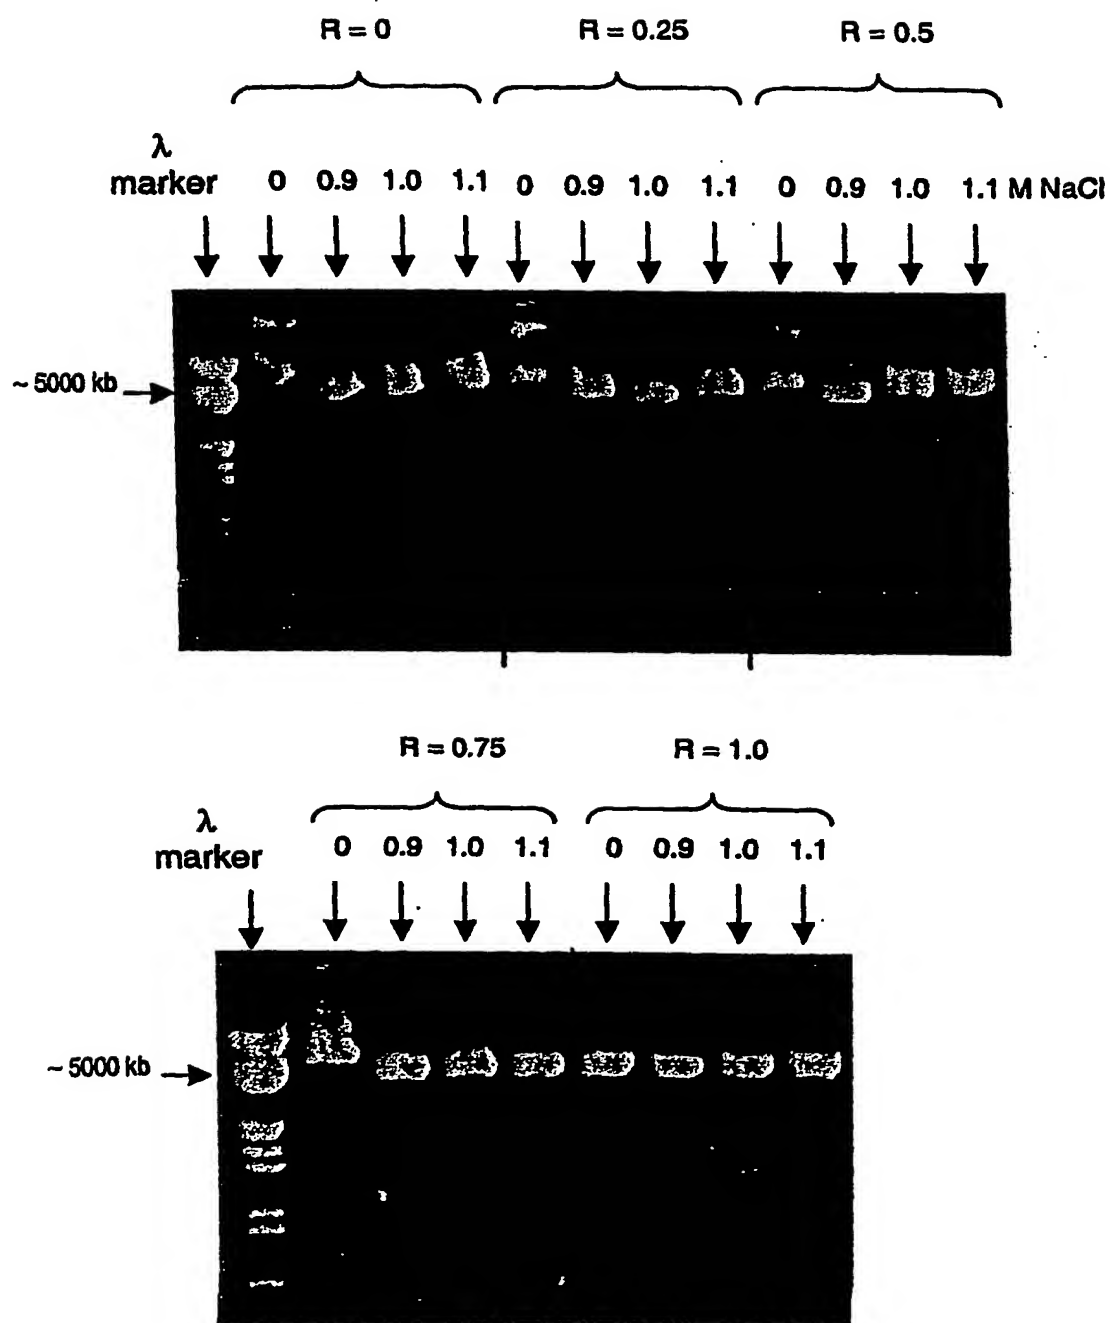 R = 0 R = 0.25 R = 0.5
λ
marker 0 0.9 1.0 1.1 0 0.9 1.0 1.1 0 0.9 1.0 1.1 M NaCl
~ 5000 kb
R = 0.75 R = 1.0
λ
marker 0 0.9 1.0 1.1 0 0.9 1.0 1.1
~ 5000 kb